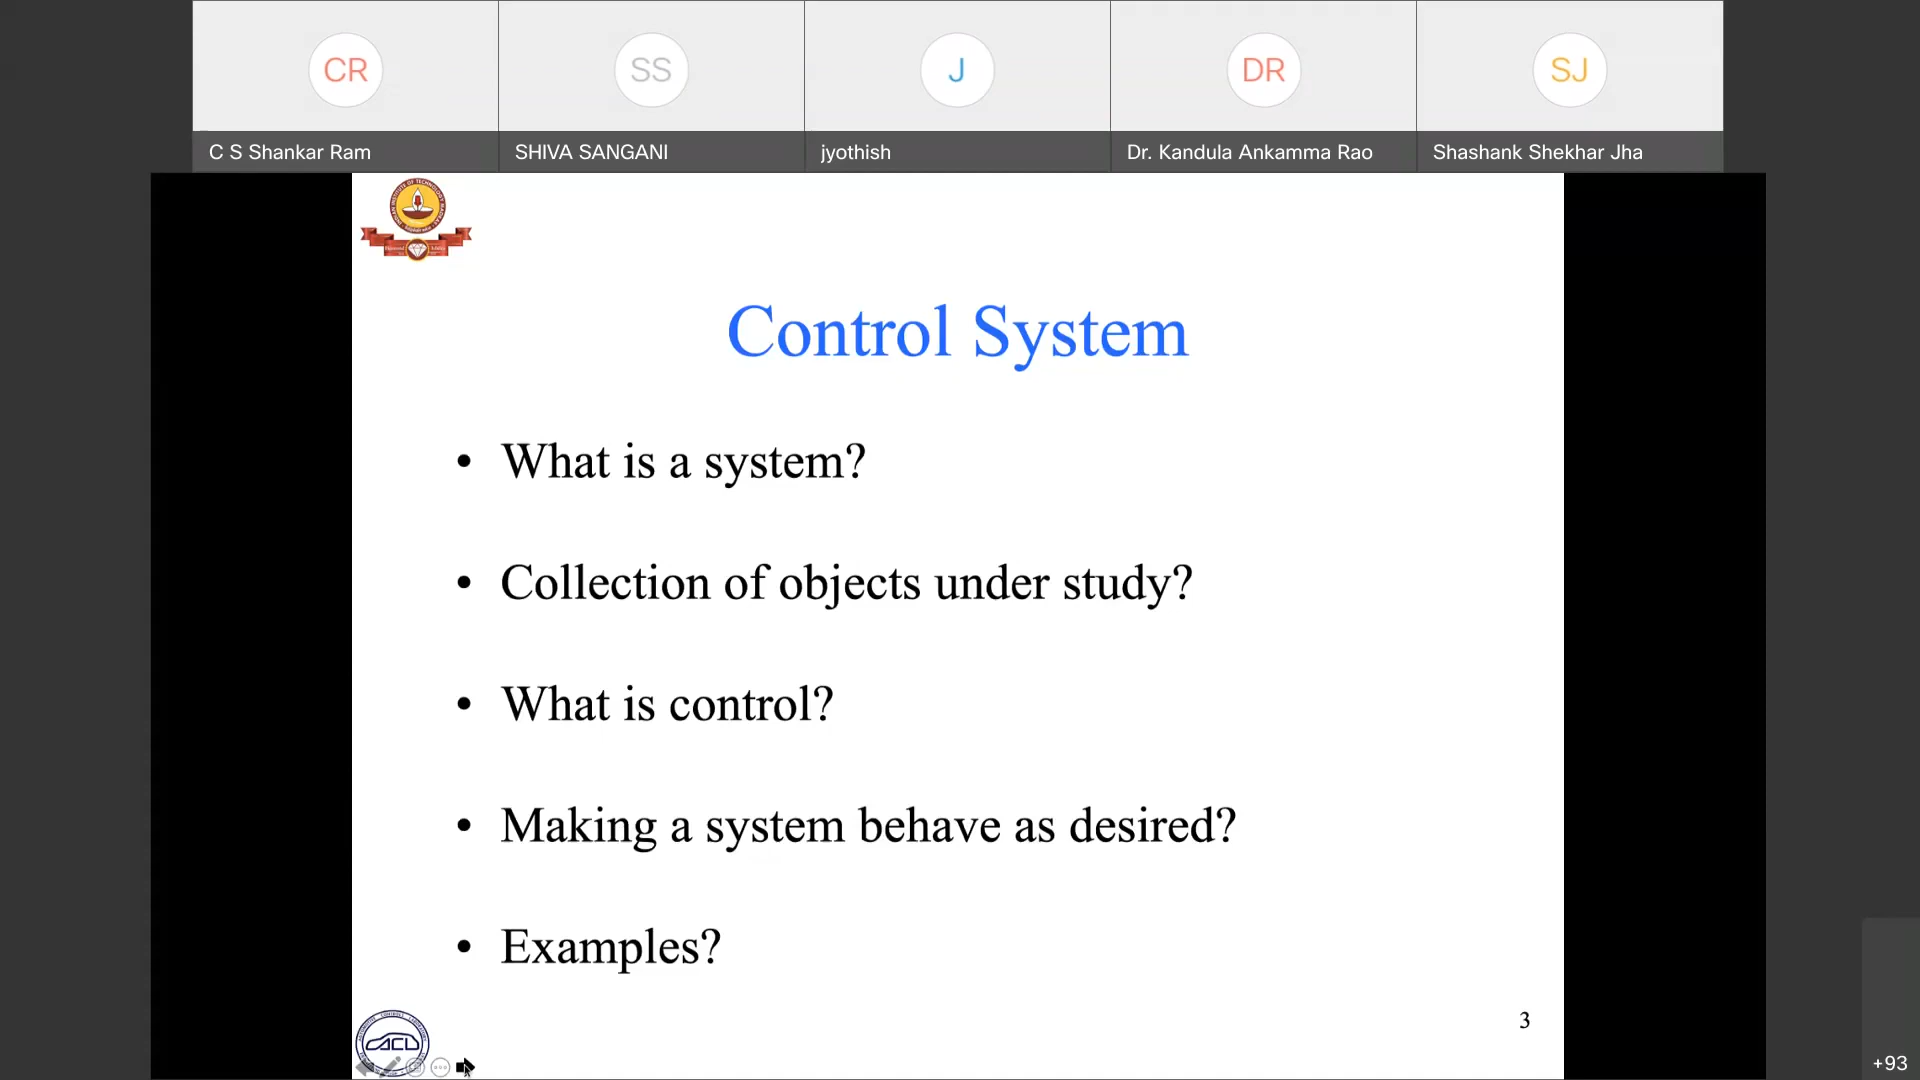 CR
SS
J
DR
SJ
C S Shankar Ram
SHIVA SANGANI
jyothish
Dr. Kandula Ankamma Rao
Shashank Shekhar Jha
Control System
• What is a system?
• Collection of objects under study?
• What is control?
• Making a system behave as desired?
• Examples?
3
+93